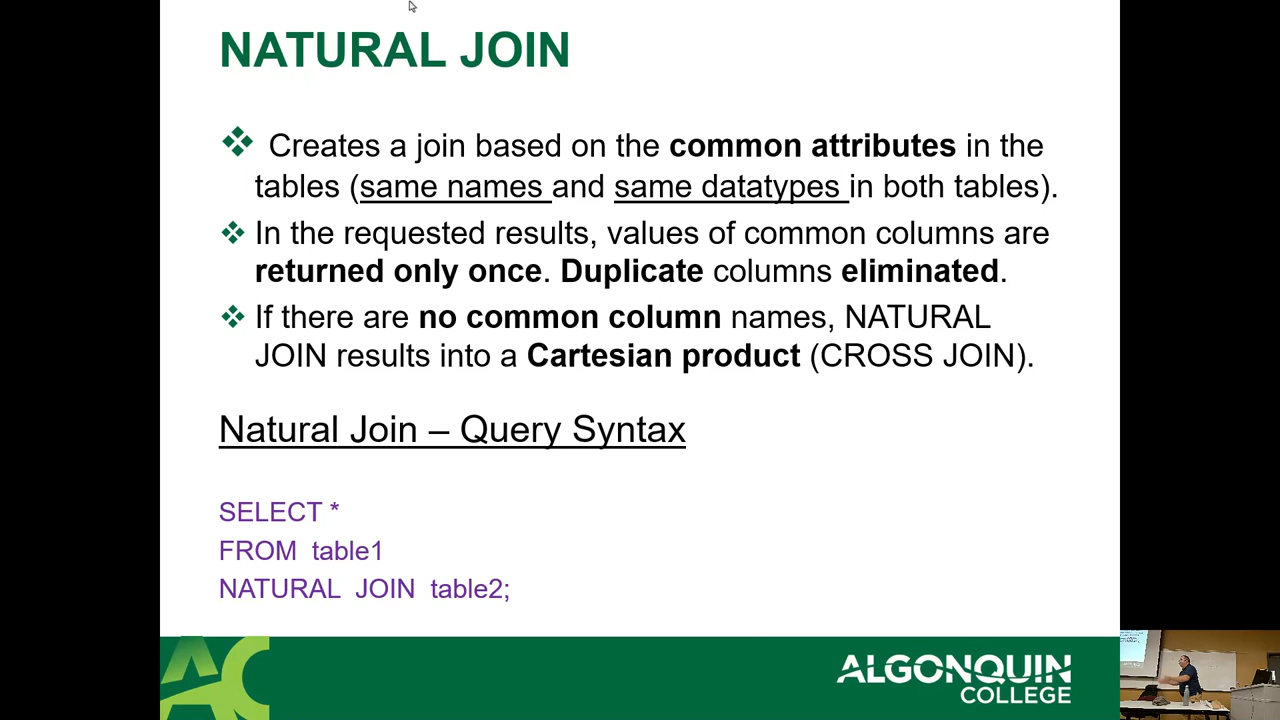 NATURAL JOIN
Creates a join based on the common attributes in the
tables (same names and same datatypes in both tables).
In the requested results, values of common columns are
returned only once. Duplicate columns eliminated.
If there are no common column names, NATURAL
JOIN results into a Cartesian product (CROSS JOIN).
Natural Join – Query Syntax
SELECT *
FROM table1
NATURAL JOIN table2;
AC
ALGONQUIN
COLLEGE